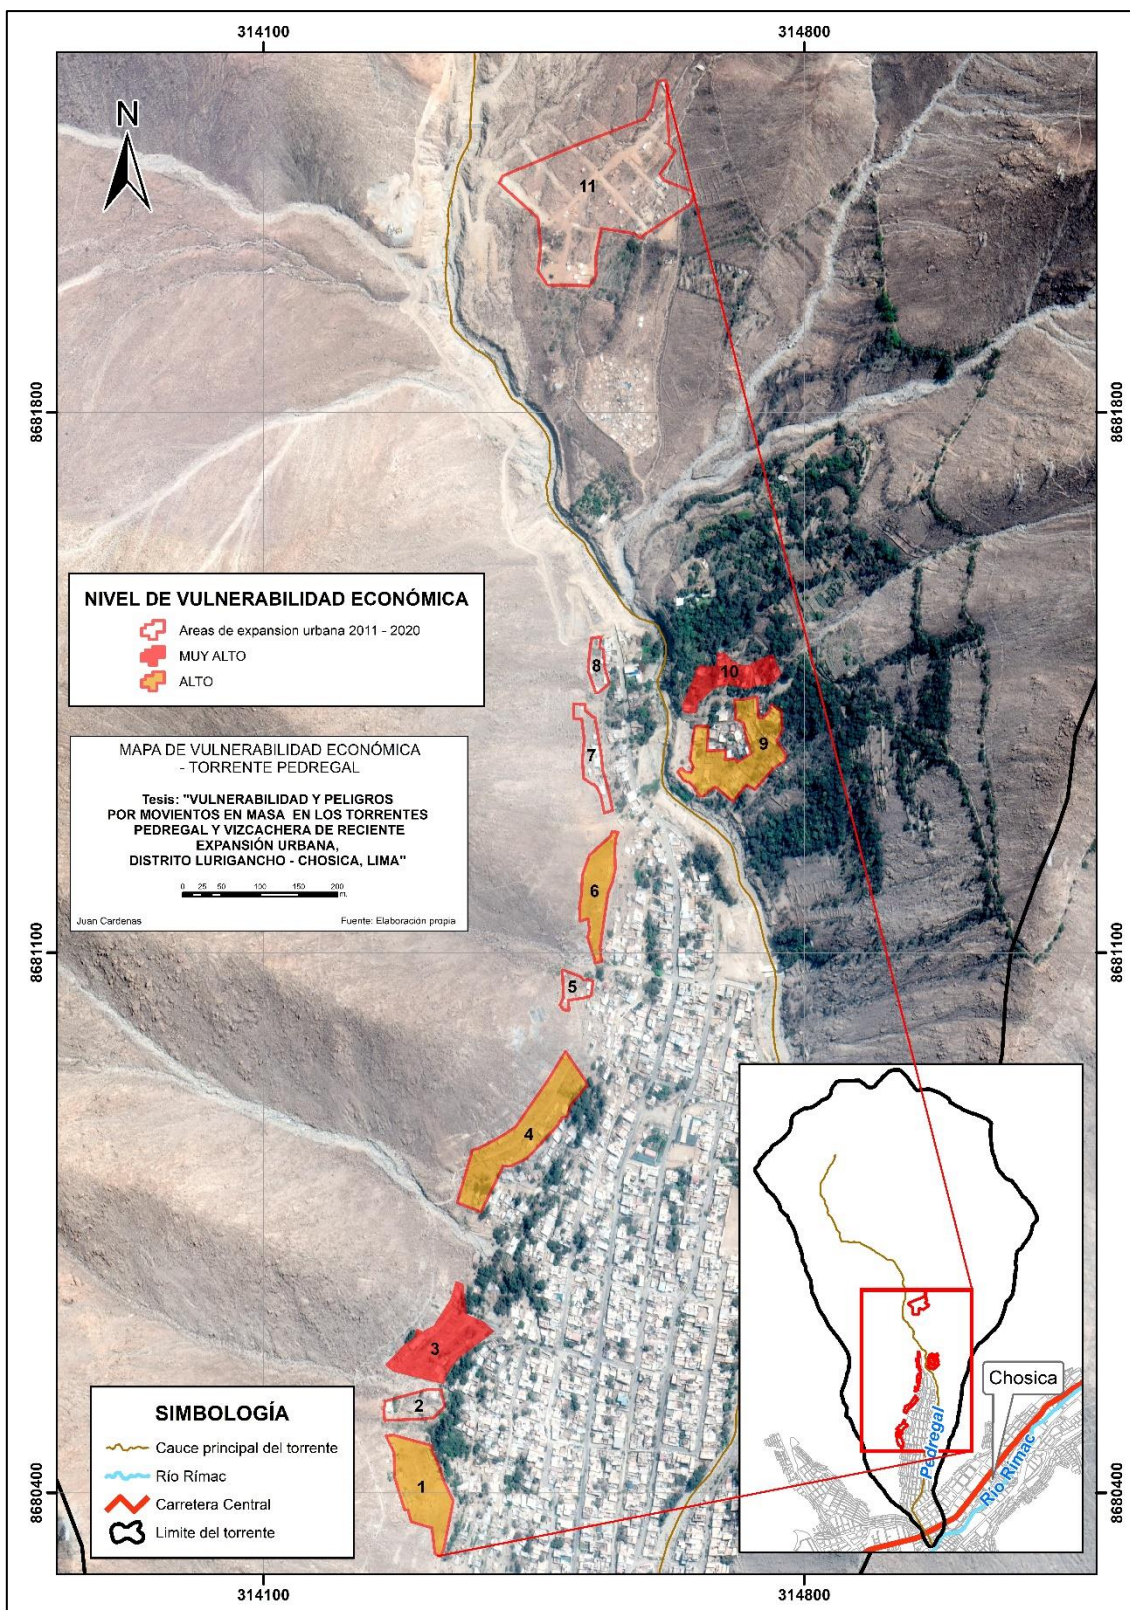 314100
314800
N
11
8681800
8681800
NIVEL DE VULNERABILIDAD ECONÓMICA
Areas de expansion urbana 2011 - 2020
MUY ALTO
ALTO
8
10
7
9
MAPA DE VULNERABILIDAD ECONÓMICA
- TORRENTE PEDREGAL
Tesis: "VULNERABILIDAD Y PELIGROS
POR MOVIENTOS EN MASA EN LOS TORRENTES
PEDREGAL Y VIZCACHERA DE RECIENTE
EXPANSIÓN URBANA,
DISTRITO LURIGANCHO - CHOSICA, LIMA"
0 25 50 100 150 200
m.
Juan Cardenas
Fuente: Elaboración propia
6
8681100
8681100
5
4
3
2
1
Chosica
Pedregal
Río Rímac
SIMBOLOGÍA
Cauce principal del torrente
Río Rímac
Carretera Central
Limite del torrente
8680400
8680400
314100
314800